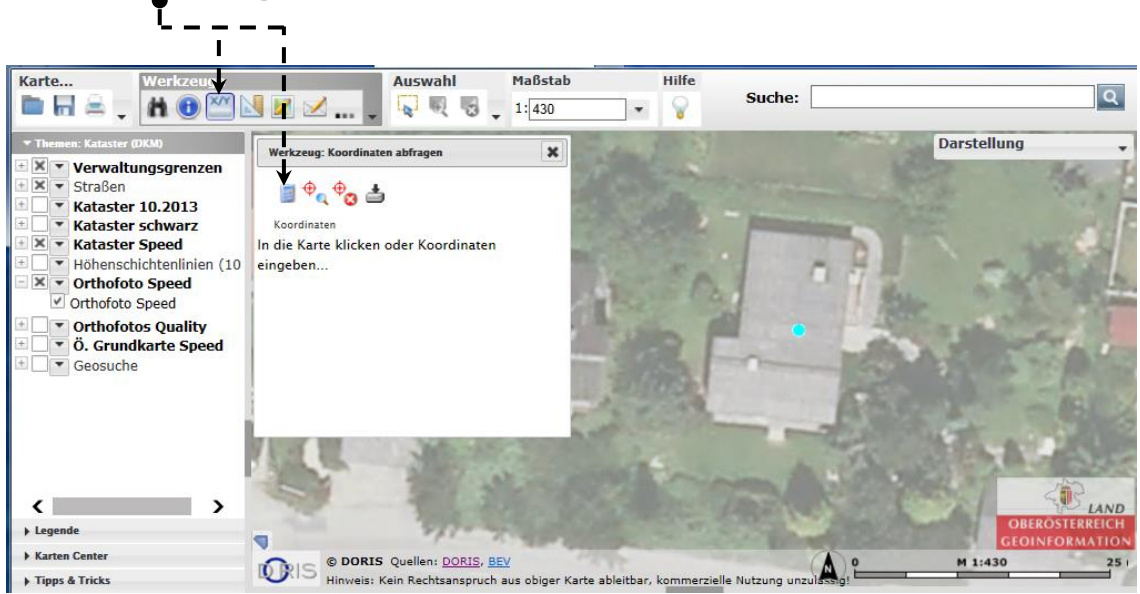 Karte...
Werkzeug
Auswahl
Maßstab
Hilfe
X/Y
...
1: 430
Suche:
Themen: Kataster (DKM)
Verwaltungsgrenzen
Straßen
Kataster 10.2013
Kataster schwarz
Kataster Speed
Höhenschichtenlinien (10
Orthofoto Speed
Orthofoto Speed
Orthofotos Quality
Ö. Grundkarte Speed
Geosuche
Legende
Karten Center
Tipps & Tricks
Werkzeug: Koordinaten abfragen
Koordinaten
In die Karte klicken oder Koordinaten
eingeben...
Darstellung
LAND
OBERÖSTERREICH
GEOINFORMATION
DORIS
© DORIS Quellen: DORIS, BEV
Hinweis: Kein Rechtsanspruch aus obiger Karte ableitbar, kommerzielle Nutzung unzulässig!
N
0 M 1:430 25